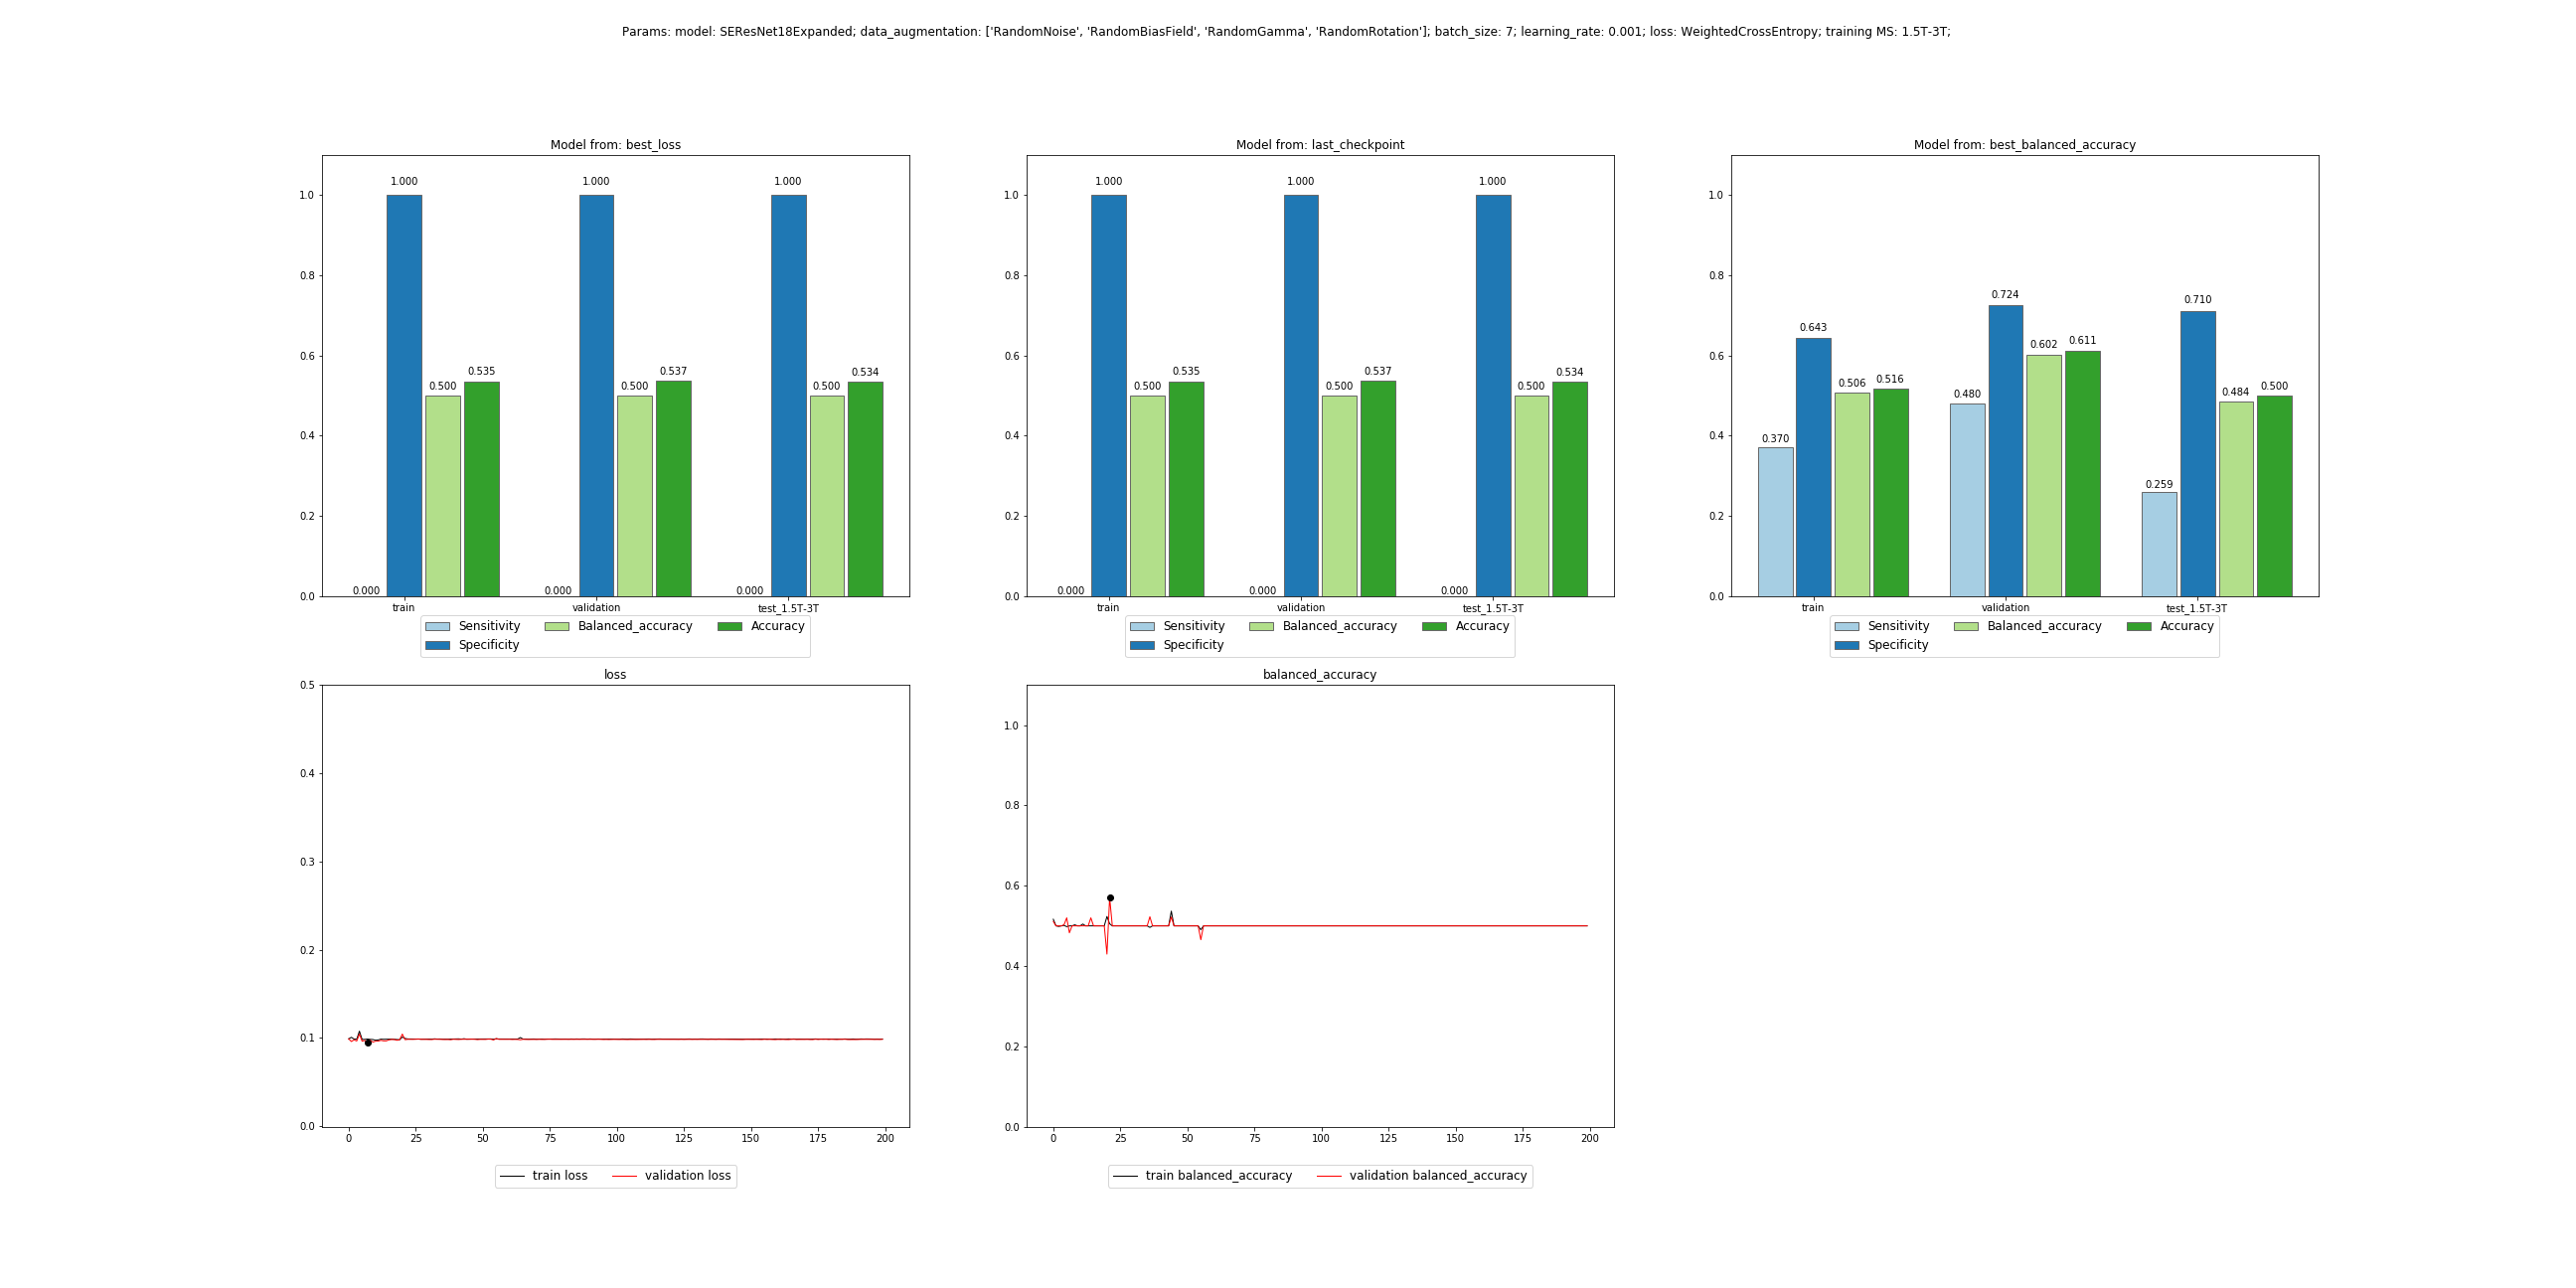 Params: model: SEResNet18Expanded; data_augmentation: ['RandomNoise', 'RandomBiasField', 'RandomGamma', 'RandomRotation']; batch_size: 7; learning_rate: 0.001; loss: WeightedCrossEntropy; training MS: 1.5T-3T;
Model from: best_loss
1.0
0.8
0.6
0.4
0.2
0.0
0.000 1.000 0.500 0.535
0.000 1.000 0.500 0.537
0.000 1.000 0.500 0.534
train validation test_1.5T-3T
Sensitivity Balanced_accuracy Accuracy
Specificity
Model from: last_checkpoint
1.0
0.8
0.6
0.4
0.2
0.0
0.000 1.000 0.500 0.535
0.000 1.000 0.500 0.537
0.000 1.000 0.500 0.534
train validation test_1.5T-3T
Sensitivity Balanced_accuracy Accuracy
Specificity
Model from: best_balanced_accuracy
1.0
0.8
0.6
0.4
0.2
0.0
0.370 0.643 0.506 0.516
0.480 0.724 0.602 0.611
0.259 0.710 0.484 0.500
train validation test_1.5T-3T
Sensitivity Balanced_accuracy Accuracy
Specificity
loss
0.5
0.4
0.3
0.2
0.1
0.0
0 25 50 75 100 125 150 175 200
train loss validation loss
balanced_accuracy
1.0
0.8
0.6
0.4
0.2
0.0
0 25 50 75 100 125 150 175 200
train balanced_accuracy validation balanced_accuracy